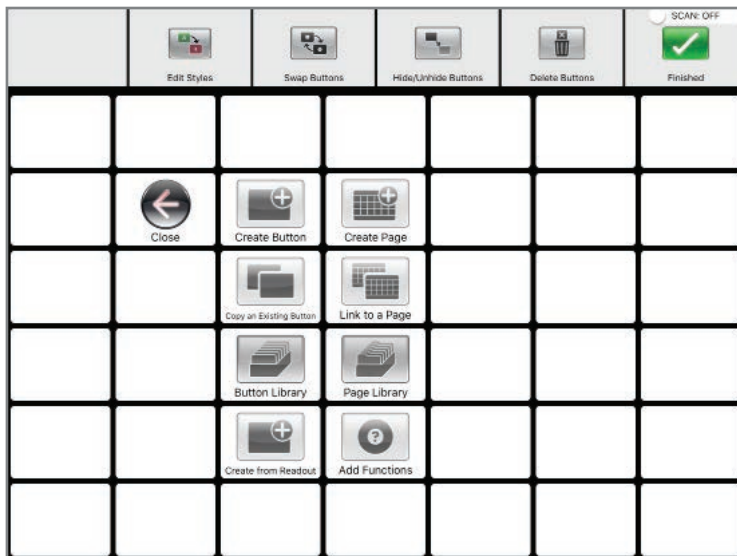 SCAN: OFF
Edit Styles
Swap Buttons
Hide/Unhide Buttons
Delete Buttons
Finished
Close
Create Button
Create Page
Copy an Existing Button
Link to a Page
Button Library
Page Library
Create from Readout
Add Functions